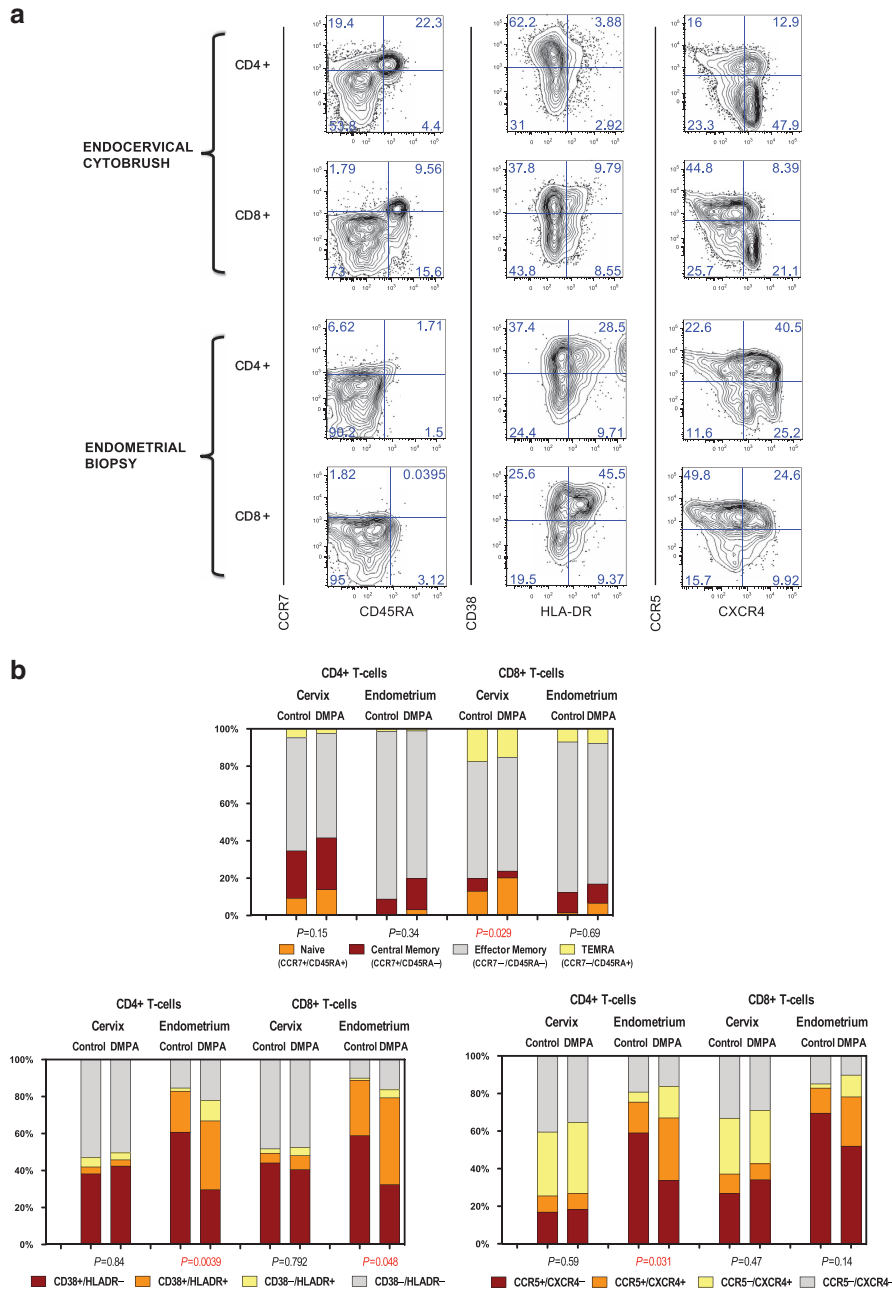 a
19.4 22.3
CD4+
53.8 4.4
62.2 3.88
31 2.92
16 12.9
23.3 47.9
ENDOCERVICAL
CYTOBRUSH
1.79 9.56
CD8+
73 15.6
37.8 9.79
43.8 8.55
44.8 8.39
25.7 21.1
6.62 1.71
CD4+
90.2 1.5
37.4 28.5
24.4 9.71
22.6 40.5
11.6 25.2
ENDOMETRIAL
BIOPSY
1.82 0.0395
CD8+
95 3.12
25.6 45.5
19.5 9.37
49.8 24.6
15.7 9.92
CCR7
CD45RA
CD38
HLA-DR
CCR5
CXCR4
b
CD4+ T-cells CD8+ T-cells
Cervix Endometrium Cervix Endometrium
Control DMPA Control DMPA Control DMPA Control DMPA
100%
80%
60%
40%
20%
0%
P=0.15 P=0.34 P=0.029 P=0.69
Naive Central Memory Effector Memory TEMRA
(CCR7+/CD45RA+) (CCR7+/CD45RA−) (CCR7−/CD45RA−) (CCR7−/CD45RA+)
CD4+ T-cells CD8+ T-cells
Cervix Endometrium Cervix Endometrium
Control DMPA Control DMPA Control DMPA Control DMPA
100%
80%
60%
40%
20%
0%
P=0.84 P=0.0039 P=0.792 P=0.048
CD38+/HLADR− CD38+/HLADR+ CD38−/HLADR+ CD38−/HLADR−
CD4+ T-cells CD8+ T-cells
Cervix Endometrium Cervix Endometrium
Control DMPA Control DMPA Control DMPA Control DMPA
100%
80%
60%
40%
20%
0%
P=0.59 P=0.031 P=0.47 P=0.14
CCR5+/CXCR4− CCR5+/CXCR4+ CCR5−/CXCR4+ CCR5−/CXCR4−